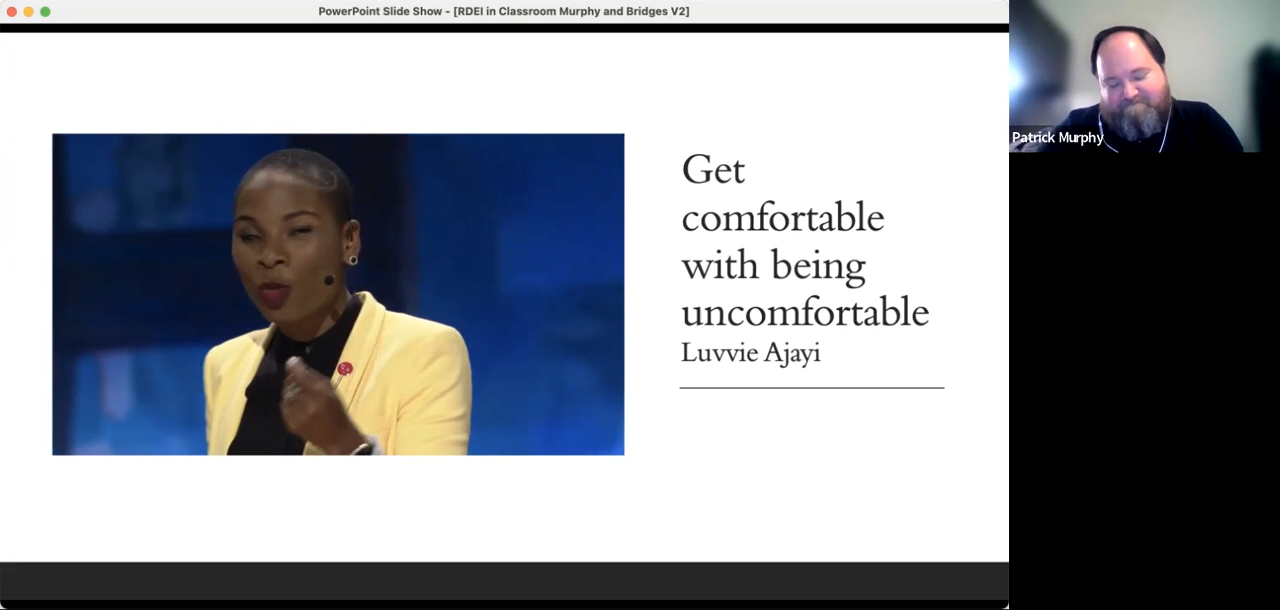 PowerPoint Slide Show - [RDEI in Classroom Murphy and Bridges V2]
Get
comfortable
with being
uncomfortable
Luvvie Ajayi
Patrick Murphy